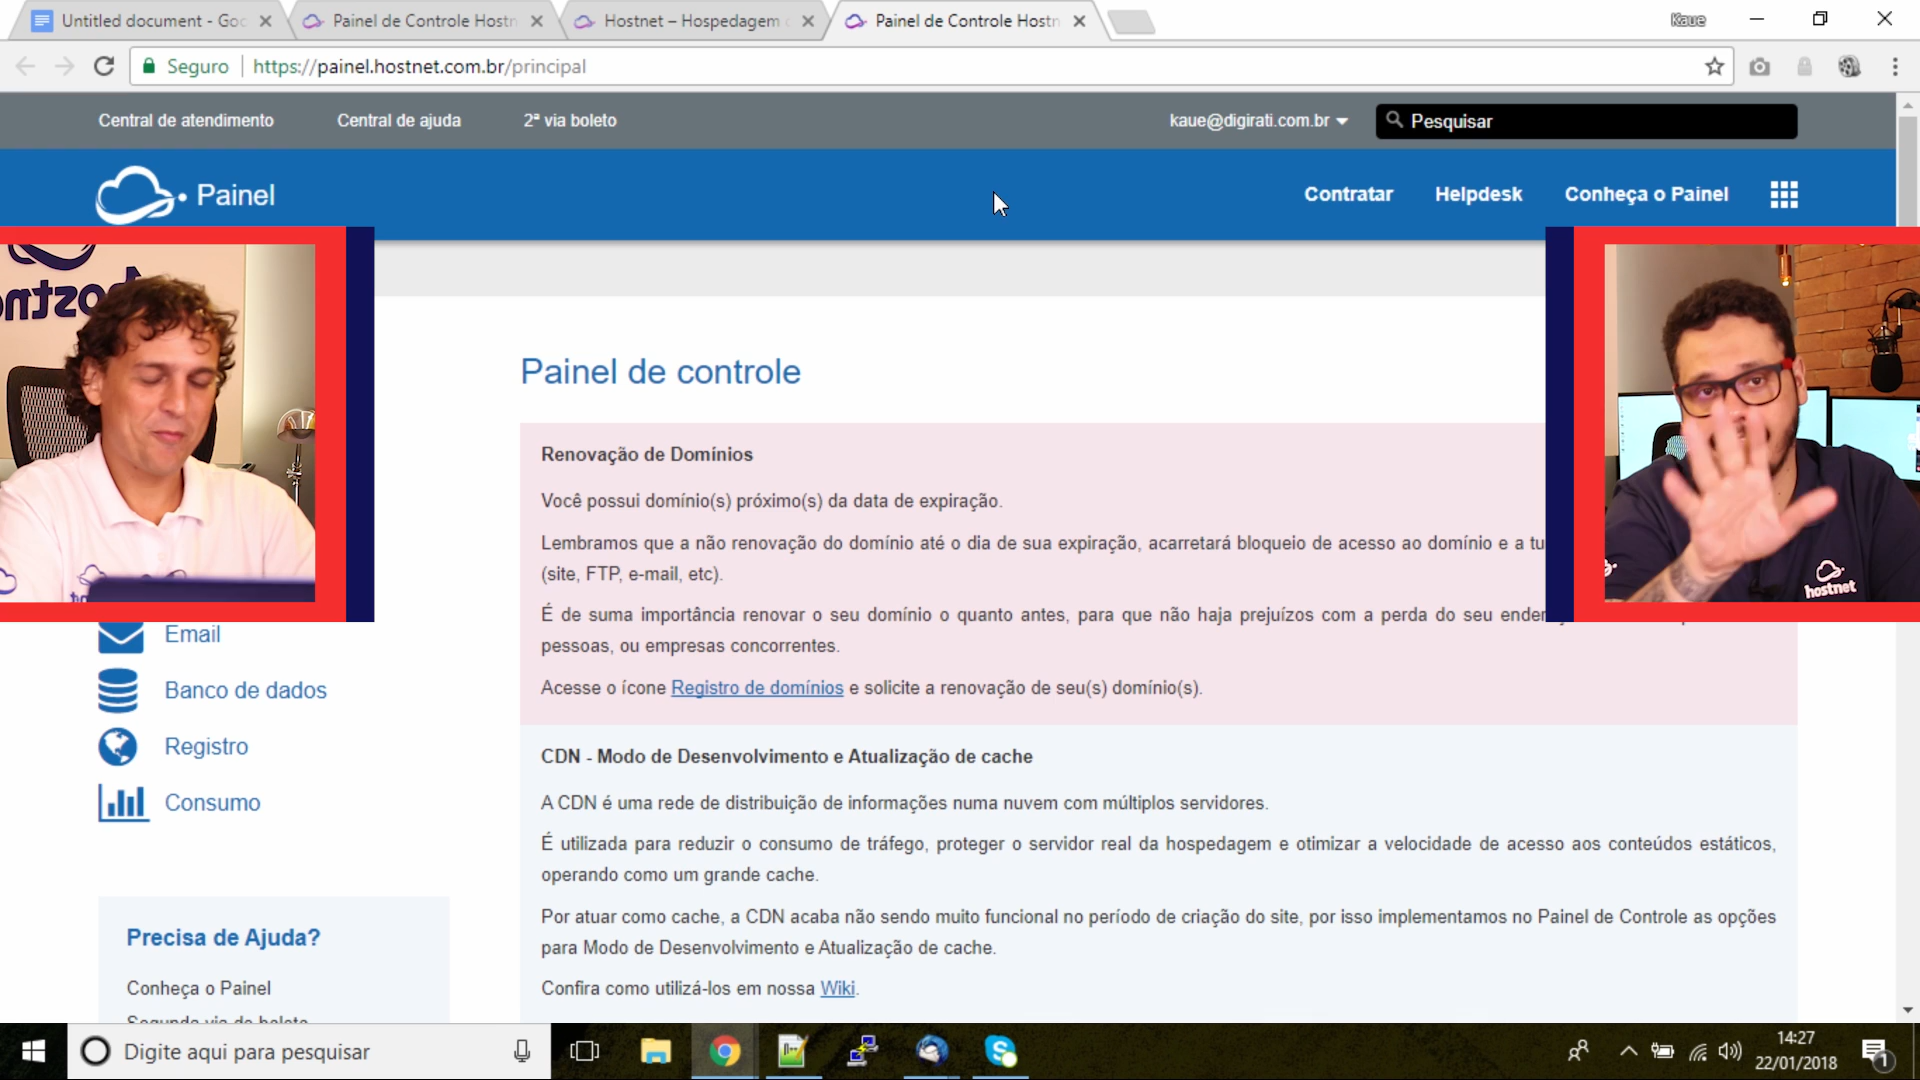 Untitled document - Goo
Painel de Controle Hostn
Hostnet – Hospedagem
Painel de Controle Hostn
Kaue
Seguro
https://painel.hostnet.com.br/principal
Central de atendimento
Central de ajuda
2ª via boleto
kaue@digirati.com.br
Pesquisar
Painel
Contratar
Helpdesk
Conheça o Painel
Painel de controle
Renovação de Domínios
Você possui domínio(s) próximo(s) da data de expiração.
Lembramos que a não renovação do domínio até o dia de sua expiração, acarretará bloqueio de acesso ao domínio e a tu
(site, FTP, e-mail, etc).
É de suma importância renovar o seu domínio o quanto antes, para que não haja prejuízos com a perda do seu ender
pessoas, ou empresas concorrentes.
Acesse o ícone Registro de domínios e solicite a renovação de seu(s) domínio(s).
hostnet
Email
Banco de dados
Registro
Consumo
CDN - Modo de Desenvolvimento e Atualização de cache
A CDN é uma rede de distribuição de informações numa nuvem com múltiplos servidores.
É utilizada para reduzir o consumo de tráfego, proteger o servidor real da hospedagem e otimizar a velocidade de acesso aos conteúdos estáticos,
operando como um grande cache.
Por atuar como cache, a CDN acaba não sendo muito funcional no período de criação do site, por isso implementamos no Painel de Controle as opções
para Modo de Desenvolvimento e Atualização de cache.
Confira como utilizá-los em nossa Wiki.
Precisa de Ajuda?
Conheça o Painel
Segunda via de boleto
Digite aqui para pesquisar
14:27
22/01/2018
1